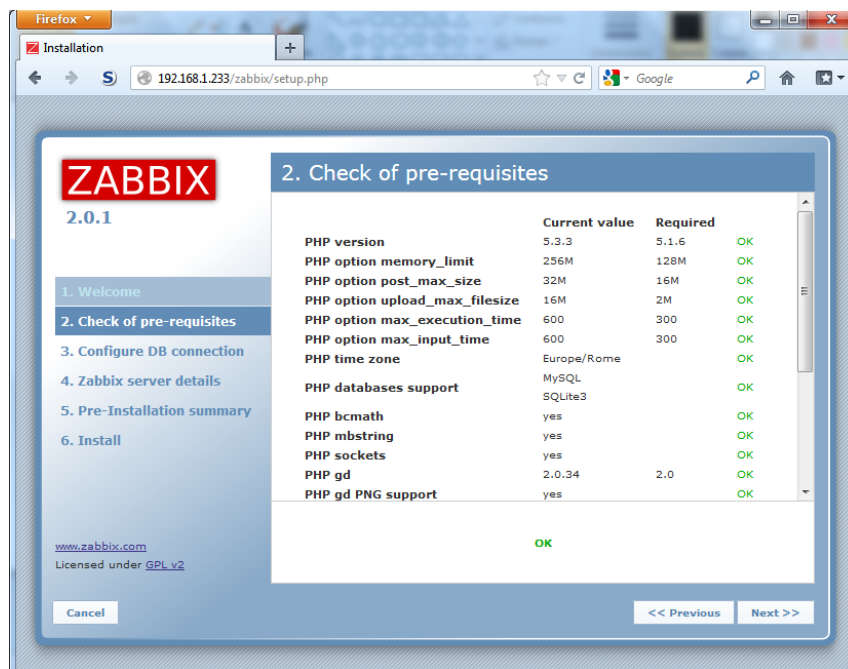 Firefox
Installation
192.168.1.233/zabbix/setup.php
Google
ZABBIX
2.0.1
1. Welcome
2. Check of pre-requisites
3. Configure DB connection
4. Zabbix server details
5. Pre-Installation summary
6. Install
www.zabbix.com
Licensed under GPL v2
2. Check of pre-requisites
Current value Required
PHP version 5.3.3 5.1.6 OK
PHP option memory_limit 256M 128M OK
PHP option post_max_size 32M 16M OK
PHP option upload_max_filesize 16M 2M OK
PHP option max_execution_time 600 300 OK
PHP option max_input_time 600 300 OK
PHP time zone Europe/Rome OK
PHP databases support MySQL SQLite3 OK
PHP bcmath yes OK
PHP mbstring yes OK
PHP sockets yes OK
PHP gd 2.0.34 2.0 OK
PHP gd PNG support yes OK
OK
Cancel
<< Previous Next >>